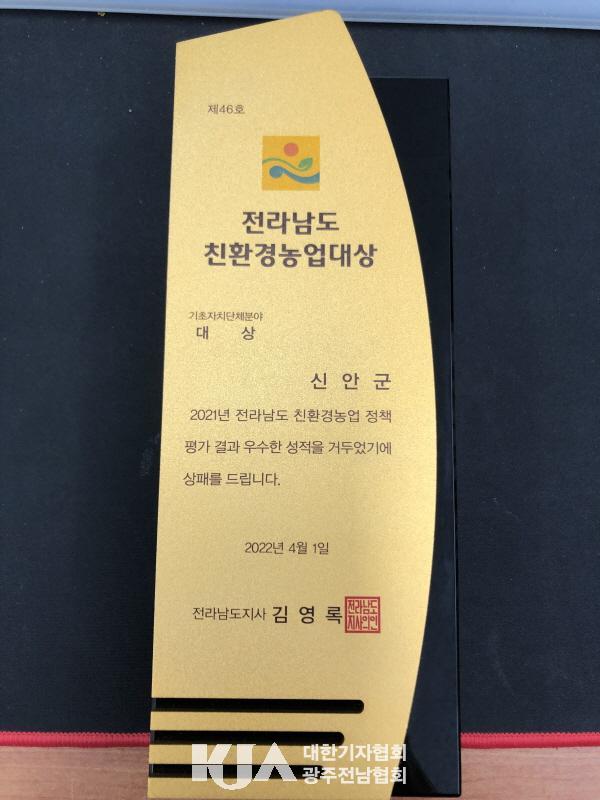 제46호
전라남도
친환경농업대상
기초자치단체분야
대 상
신 안 군
2021년 전라남도 친환경농업 정책
평가 결과 우수한 성적을 거두었기에
상패를 드립니다.
2022년 4월 1일
전라남도지사 김 영 록
전라남도
지사의인
KJA 대한기자협회
광주전남협회